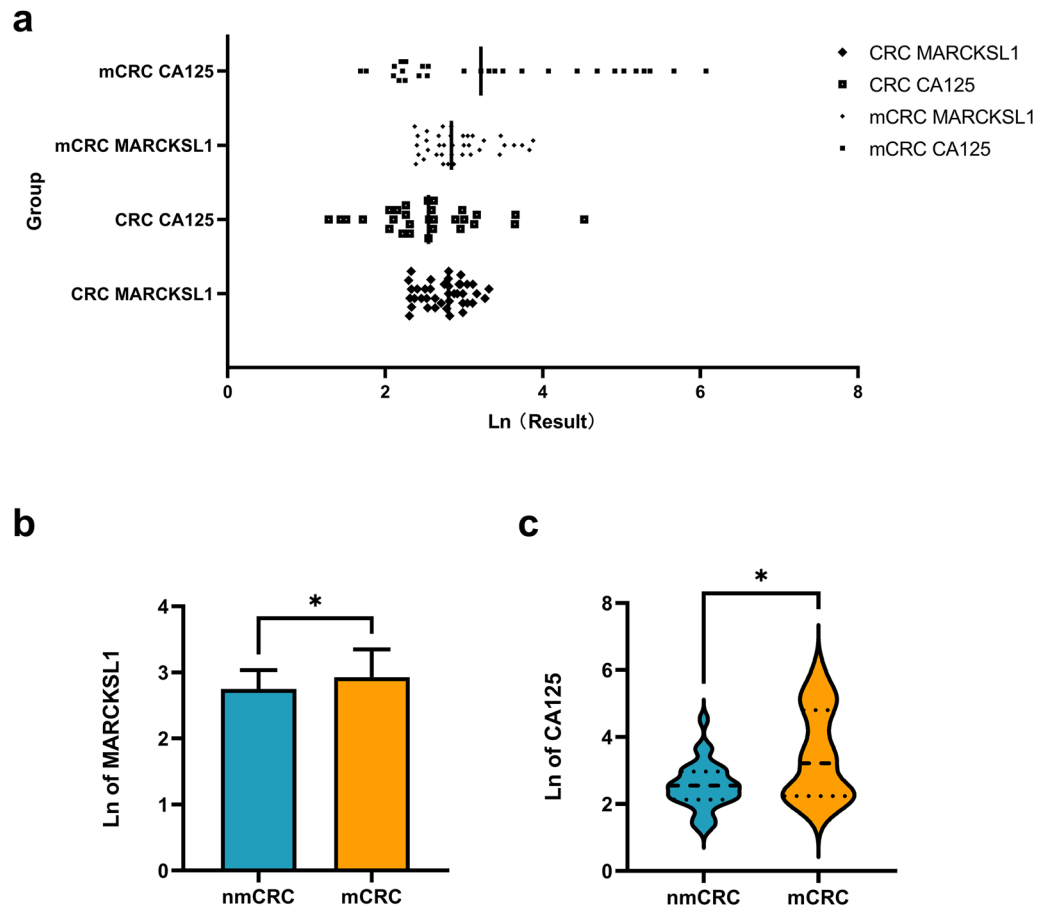 a
mCRC CA125
mCRC MARCKSL1
CRC CA125
CRC MARCKSL1
Group
0 2 4 6 8
Ln（Result）
CRC MARCKSL1
CRC CA125
mCRC MARCKSL1
mCRC CA125
b
Ln of MARCKSL1
4
3
2
1
0
*
nmCRC mCRC
c
Ln of CA125
8
6
4
2
0
*
nmCRC mCRC